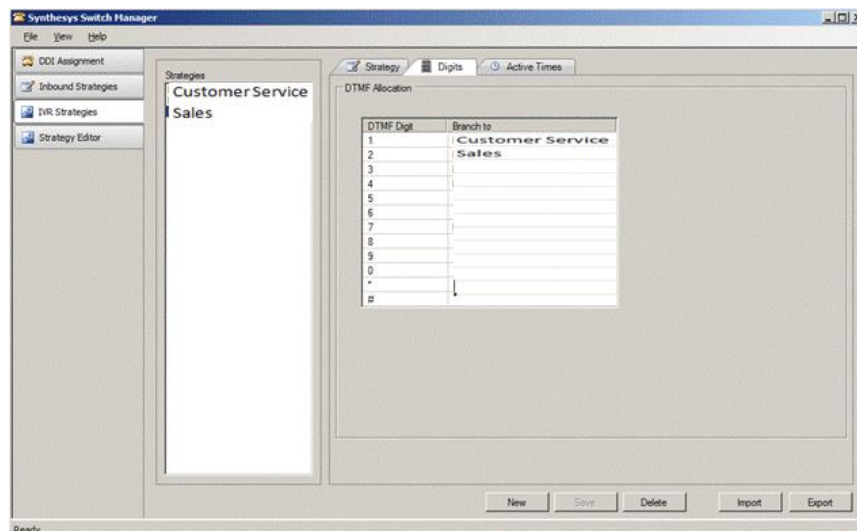 Synthesys Switch Manager
File View Help
DDI Assignment
Inbound Strategies
IVR Strategies
Strategy Editor
Strategies
Customer Service
Sales
Strategy Digits Active Times
DTMF Allocation
DTMF Digit Branch to
1 Customer Service
2 Sales
3
4
5
6
7
8
9
0
*
#
New Save Delete Import Export
Ready